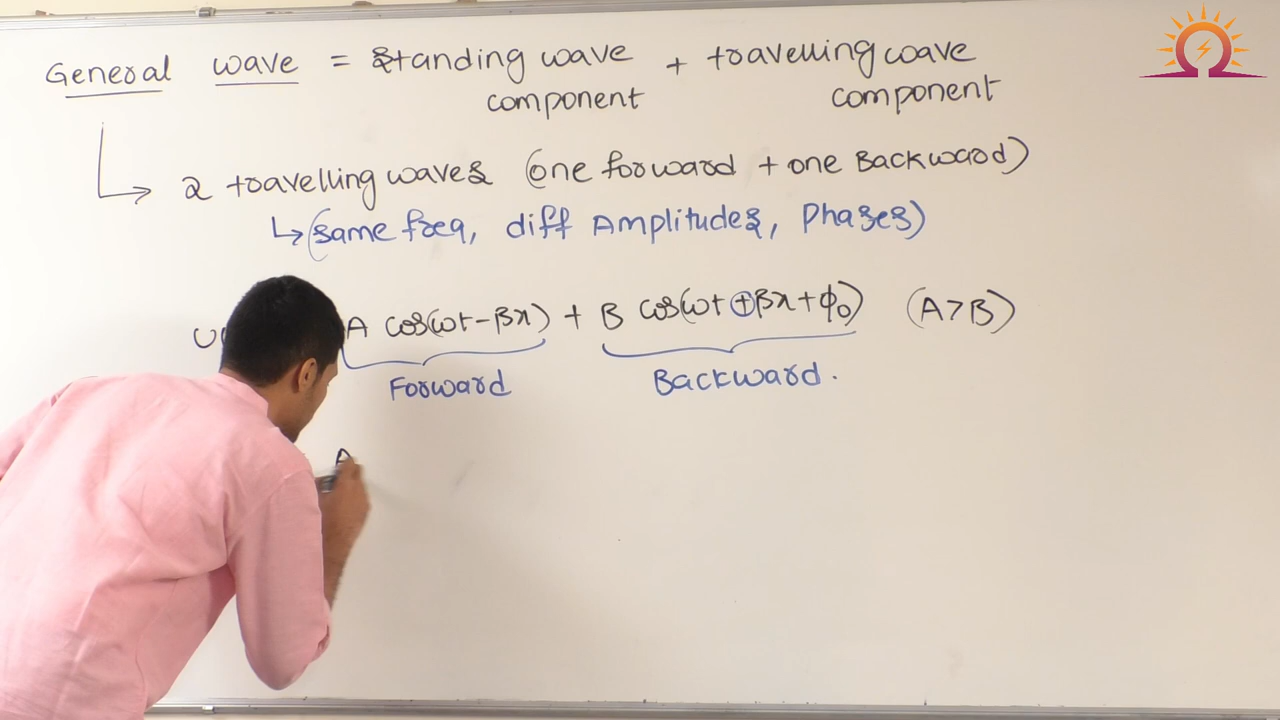 General wave = standing wave + travelling wave
component component
↳ 2 travelling waves (one forward + one Backward)
↳ (same freq, diff Amplitudes, Phases)
A cos(ωt-βx) + B cos(ωt+βx+ϕ₀) (A>B)
Forward Backward.
A